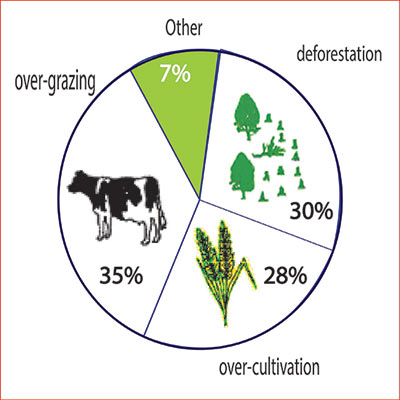 Other
deforestation
over-grazing
7%
30%
35%
28%
over-cultivation